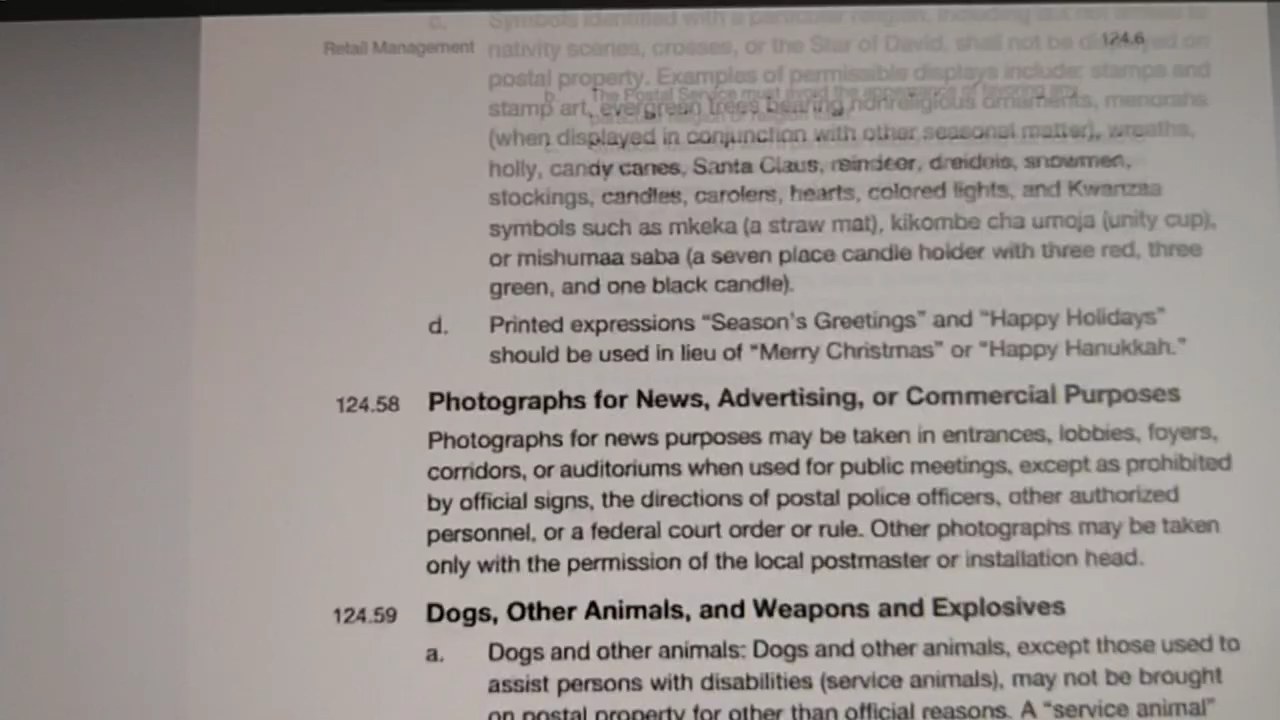 c. Symbols identified with a particular religion, including but not limited to
Retail Management
124.6
nativity scenes, crosses, or the Star of David, shall not be displayed on
postal property. Examples of permissible displays include: stamps and
b. The Postal Service must avoid the appearance of favoring any
stamp art, evergreen trees bearing nonreligious ornaments, menorahs
(when displayed in conjunction with other seasonal matter), wreaths,
holly, candy canes, Santa Claus, reindeer, dreidels, snowmen,
stockings, candles, carolers, hearts, colored lights, and Kwanzaa
symbols such as mkeka (a straw mat), kikombe cha umoja (unity cup),
or mishumaa saba (a seven place candle holder with three red, three
green, and one black candle).
d. Printed expressions “Season's Greetings” and “Happy Holidays”
should be used in lieu of “Merry Christmas” or “Happy Hanukkah.”
124.58 Photographs for News, Advertising, or Commercial Purposes
Photographs for news purposes may be taken in entrances, lobbies, foyers,
corridors, or auditoriums when used for public meetings, except as prohibited
by official signs, the directions of postal police officers, other authorized
personnel, or a federal court order or rule. Other photographs may be taken
only with the permission of the local postmaster or installation head.
124.59 Dogs, Other Animals, and Weapons and Explosives
a. Dogs and other animals: Dogs and other animals, except those used to
assist persons with disabilities (service animals), may not be brought
on postal property for other than official reasons. A “service animal”